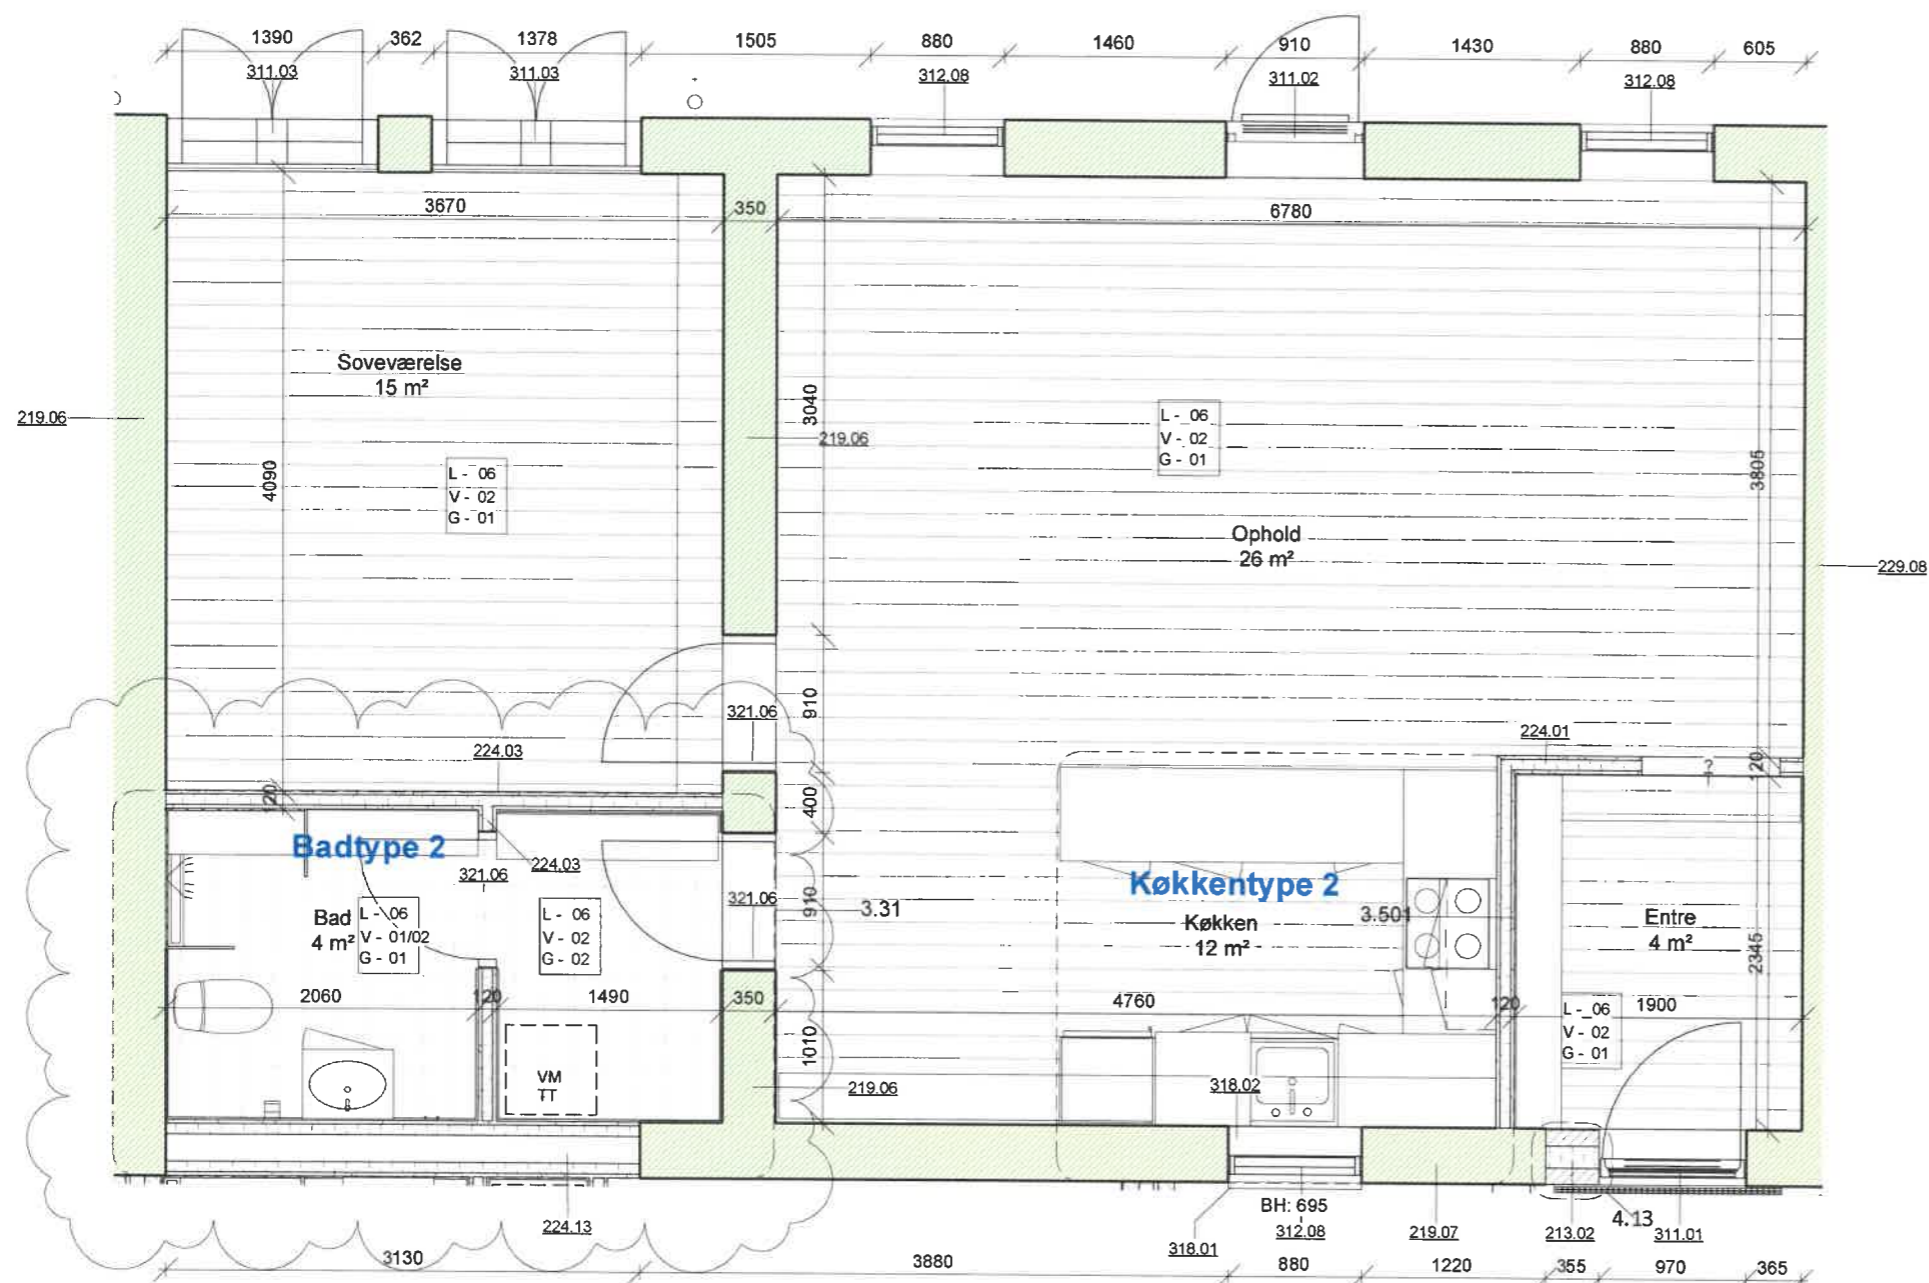 1390
362
1378
1505
880
1460
910
1430
880
605
311.03
311.03
312.08
311.02
312.08
3670
350
6780
Soveværelse
15 m²
219.06
3040
219.06
L - 06
V - 02
G - 01
3805
4090
L - 06
V - 02
G - 01
Ophold
26 m²
229.08
910
321.06
224.03
224.01
120
120
400
Badtype 2
224.03
321.06
Køkkentype 2
321.06
910
3.31
3.501
Bad
4 m²
L - 06
V - 01/02
G - 01
L - 06
V - 02
G - 02
Køkken
12 m²
Entre
4 m²
2345
2060
120
1490
350
4760
120
L - 06
V - 02
G - 01
1900
1010
VM
TT
219.06
318.02
BH: 695
224.13
318.01
312.08
219.07
213.02
4.13
311.01
3130
3880
880
1220
355
970
365